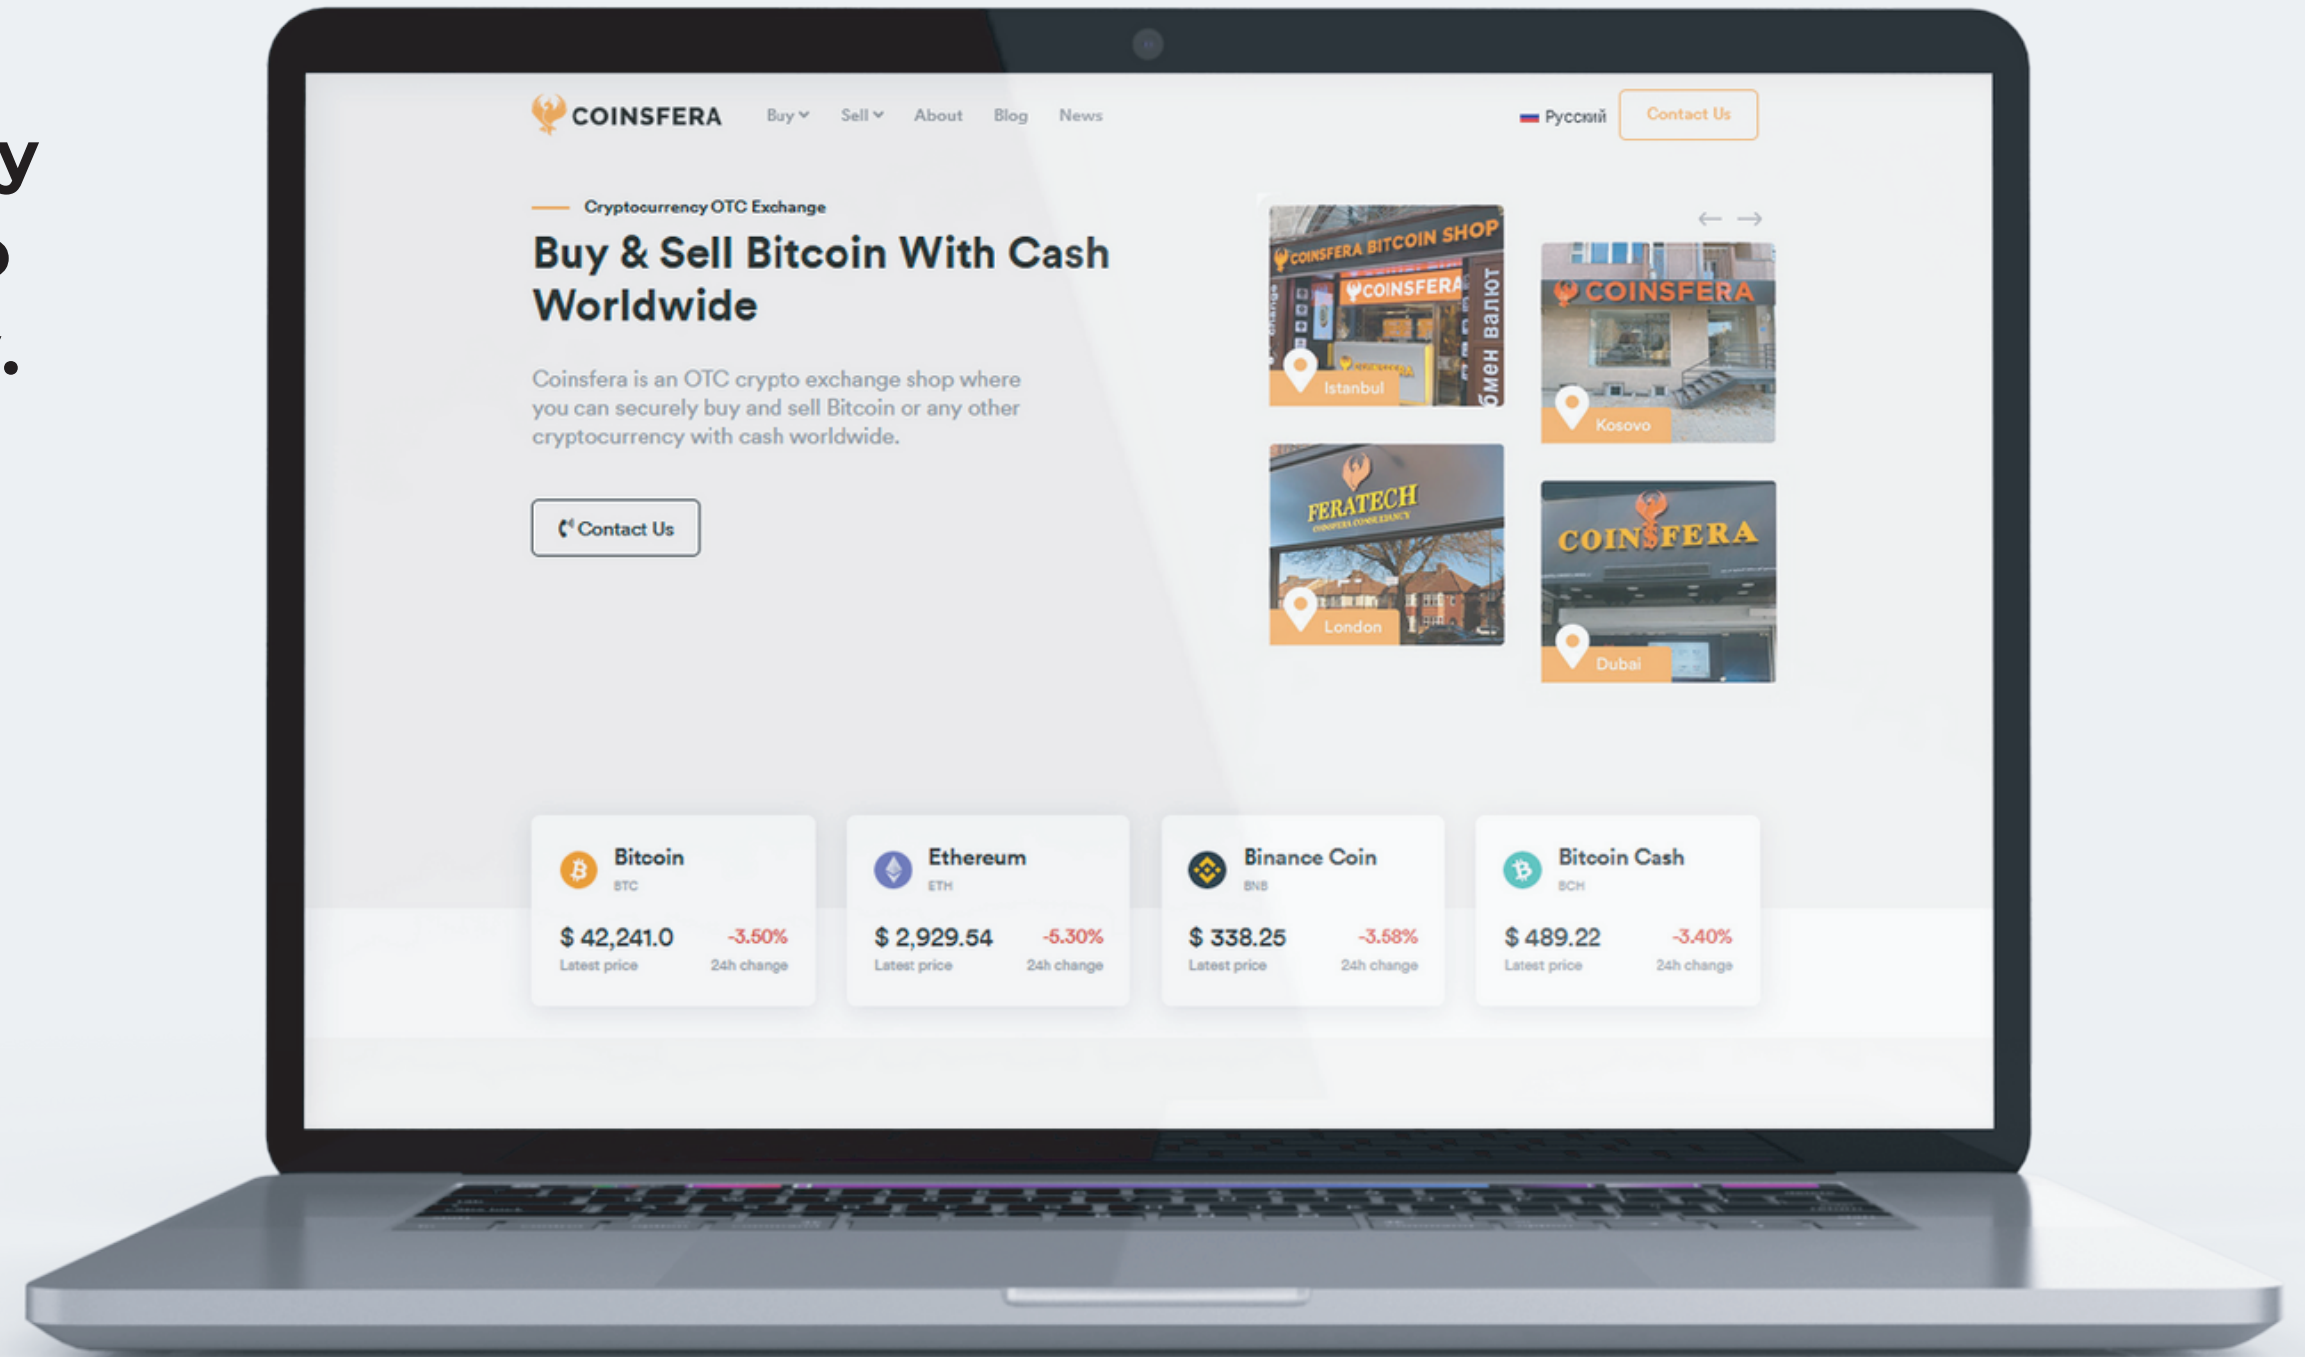 y
.
COINSFERA
Buy
Sell
About
Blog
News
Русский
Contact Us
Cryptocurrency OTC Exchange
Buy & Sell Bitcoin With Cash
Worldwide
Coinsfera is an OTC crypto exchange shop where
you can securely buy and sell Bitcoin or any other
cryptocurrency with cash worldwide.
Contact Us
COINSFERA BITCOIN SHOP
COINSFERA
COINSFERA
обмен валют
Istanbul
COINSFERA
Kosovo
FERATECH
COINSFERA CONSULTANCY
London
COINSFERA
Dubai
Bitcoin
BTC
$ 42,241.0
-3.50%
Latest price
24h change
Ethereum
ETH
$ 2,929.54
-5.30%
Latest price
24h change
Binance Coin
BNB
$ 338.25
-3.58%
Latest price
24h change
Bitcoin Cash
BCH
$ 489.22
-3.40%
Latest price
24h change